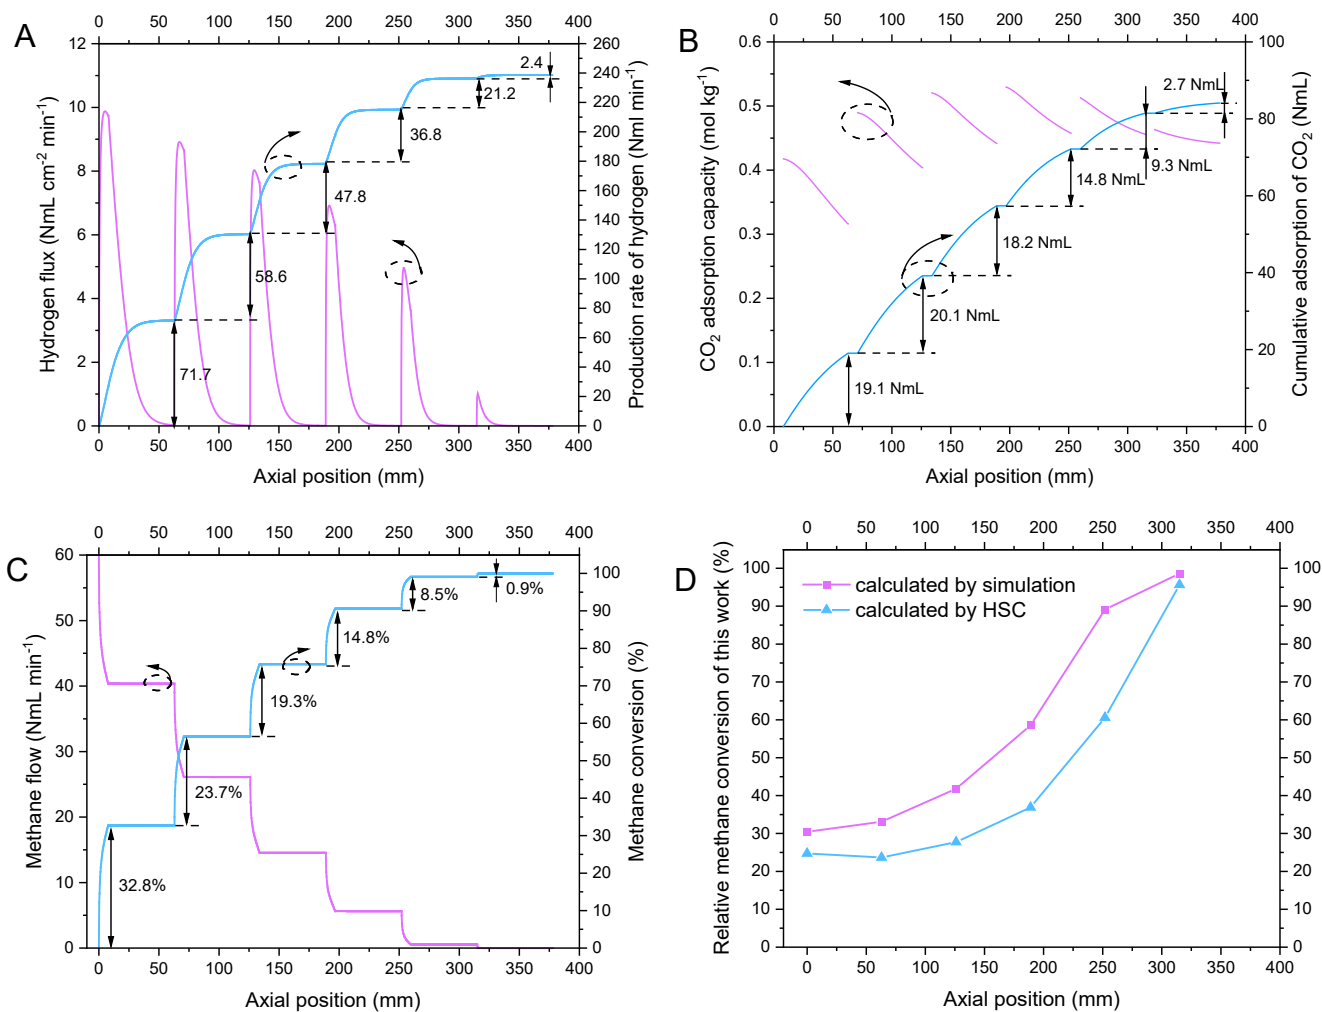 A
0 50 100 150 200 250 300 350 400
12
10
8
6
4
2
0
Hydrogen flux (NmL cm⁻² min⁻¹)
260
240
220
200
180
160
140
120
100
80
60
40
20
0
Production rate of hydrogen (Nml min⁻¹)
2.4
21.2
36.8
47.8
58.6
71.7
0 50 100 150 200 250 300 350 400
Axial position (mm)
B
0 50 100 150 200 250 300 350 400
0.6
0.5
0.4
0.3
0.2
0.1
0.0
CO₂ adsorption capacity (mol kg⁻¹)
100
80
60
40
20
0
Cumulative adsorption of CO₂ (NmL)
2.7 NmL
9.3 NmL
14.8 NmL
18.2 NmL
20.1 NmL
19.1 NmL
0 50 100 150 200 250 300 350 400
Axial position (mm)
C
0 50 100 150 200 250 300 350 400
60
50
40
30
20
10
0
Methane flow (NmL min⁻¹)
100
90
80
70
60
50
40
30
20
10
0
Methane conversion (%)
8.5%
0.9%
14.8%
19.3%
23.7%
32.8%
0 50 100 150 200 250 300 350 400
Axial position (mm)
D
0 50 100 150 200 250 300 350 400
100
90
80
70
60
50
40
30
20
10
0
Relative methane conversion of this work (%)
calculated by simulation
calculated by HSC
100
90
80
70
60
50
40
30
20
10
0
0 50 100 150 200 250 300 350 400
Axial position (mm)